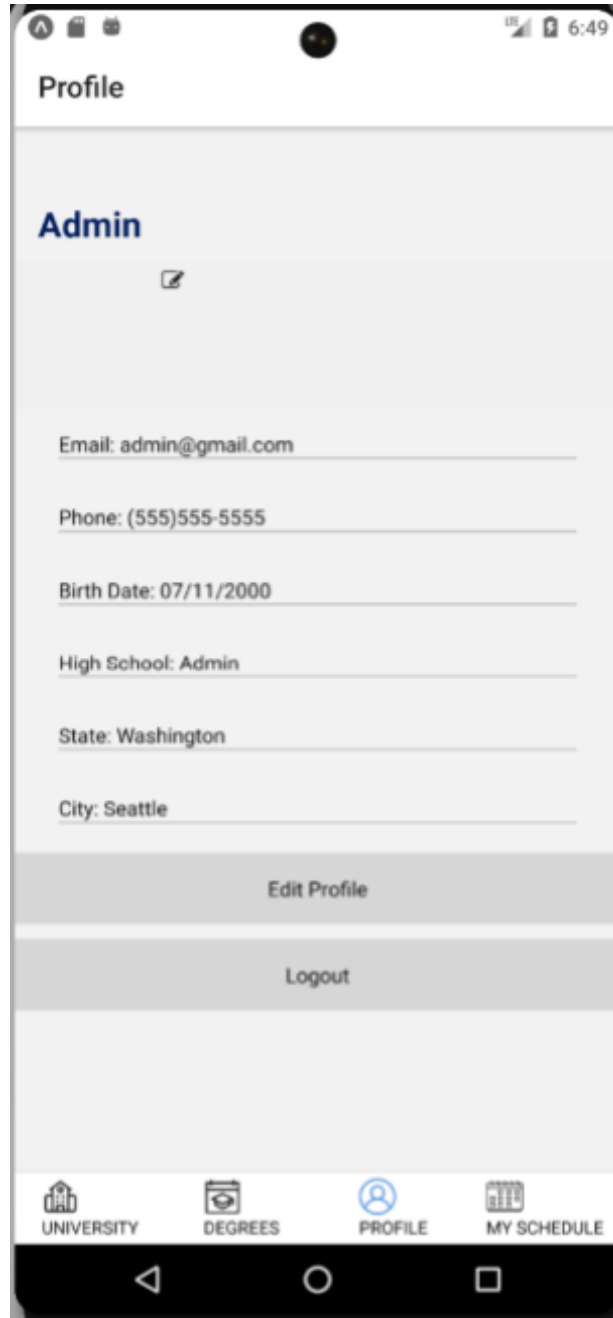 LTE 6:49
Profile
Admin
Email: admin@gmail.com
Phone: (555)555-5555
Birth Date: 07/11/2000
High School: Admin
State: Washington
City: Seattle
Edit Profile
Logout
UNIVERSITY DEGREES PROFILE MY SCHEDULE